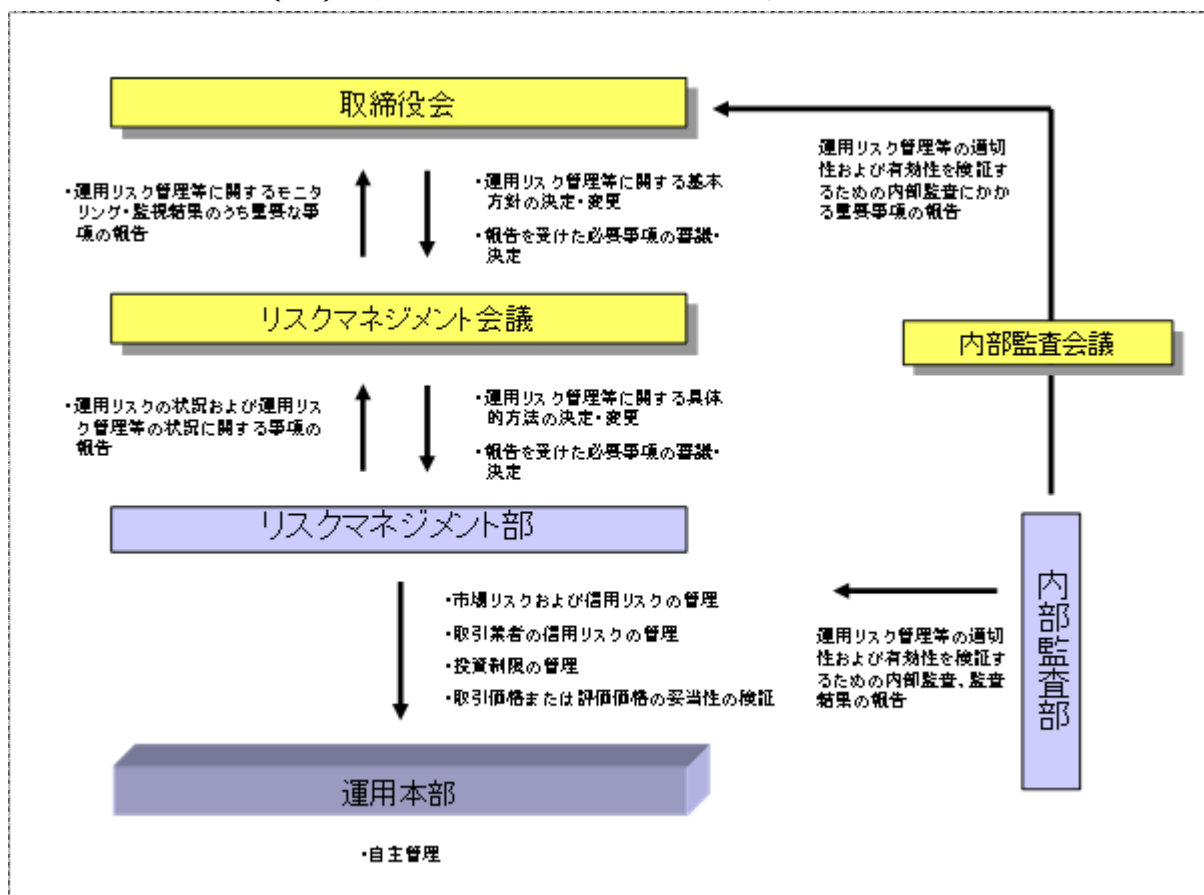 取締役会
・運用リスク管理等に関するモニタ
リング・監視結果のうち重要な事
項の報告
・運用リスク管理等に関する基本
方針の決定・変更
・報告を受けた必要事項の審議・
決定
運用リスク管理等の適切
性および有効性を検証す
るための内部監査にかか
る重要事項の報告
リスクマネジメント会議
内部監査会議
・運用リスクの状況および運用リス
ク管理等の状況に関する事項の
報告
・運用リスク管理等に関する具体
的方法の決定・変更
・報告を受けた必要事項の審議・
決定
リスクマネジメント部
内部監査部
・市場リスクおよび信用リスクの管理
・取引業者の信用リスクの管理
・投資制限の管理
・取引価格または評価価格の妥当性の検証
運用リスク管理等の適切
性および有効性を検証す
るための内部監査、監査
結果の報告
運用本部
・自主管理